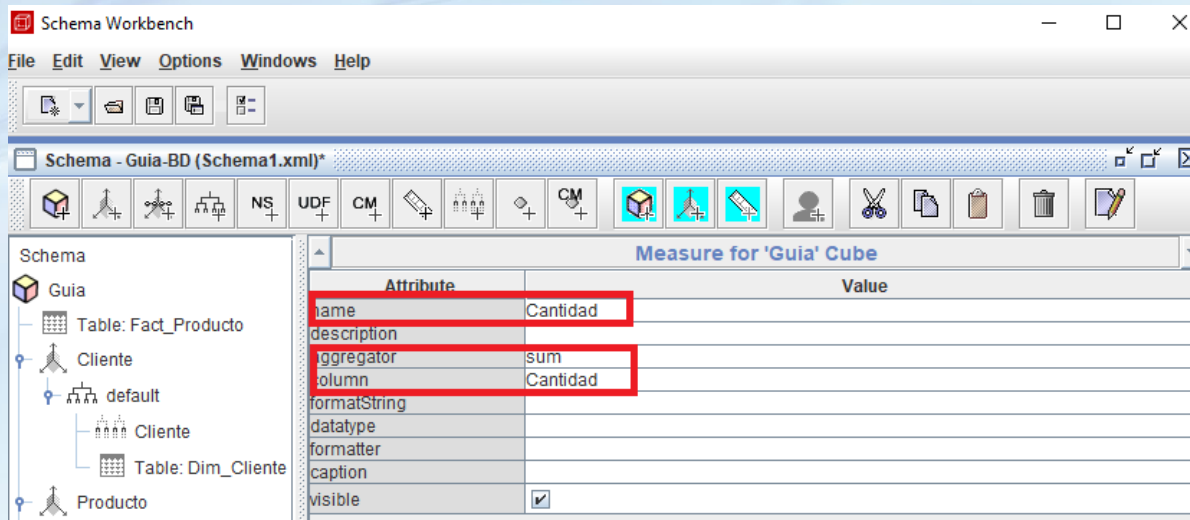 Schema Workbench
File Edit View Options Windows Help
Schema - Guia-BD (Schema1.xml)*
NS UDF CM CM
Schema
Guia
Table: Fact_Producto
Cliente
default
Cliente
Table: Dim_Cliente
Producto
Measure for 'Guia' Cube
Attribute Value
name Cantidad
description
aggregator sum
column Cantidad
formatString
datatype
formatter
caption
visible